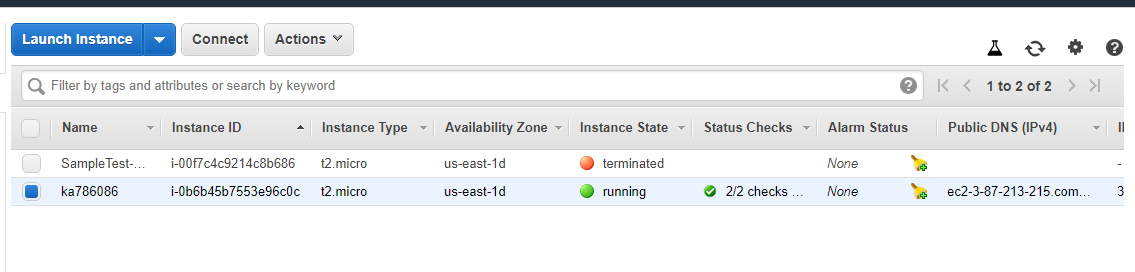 Launch Instance Connect Actions
Filter by tags and attributes or search by keyword 1 to 2 of 2
Name Instance ID Instance Type Availability Zone Instance State Status Checks Alarm Status Public DNS (IPv4)
SampleTest-... i-00f7c4c9214c8b686 t2.micro us-east-1d terminated None -
ka786086 i-0b6b45b7553e96c0c t2.micro us-east-1d running 2/2 checks ... None ec2-3-87-213-215.com... 3